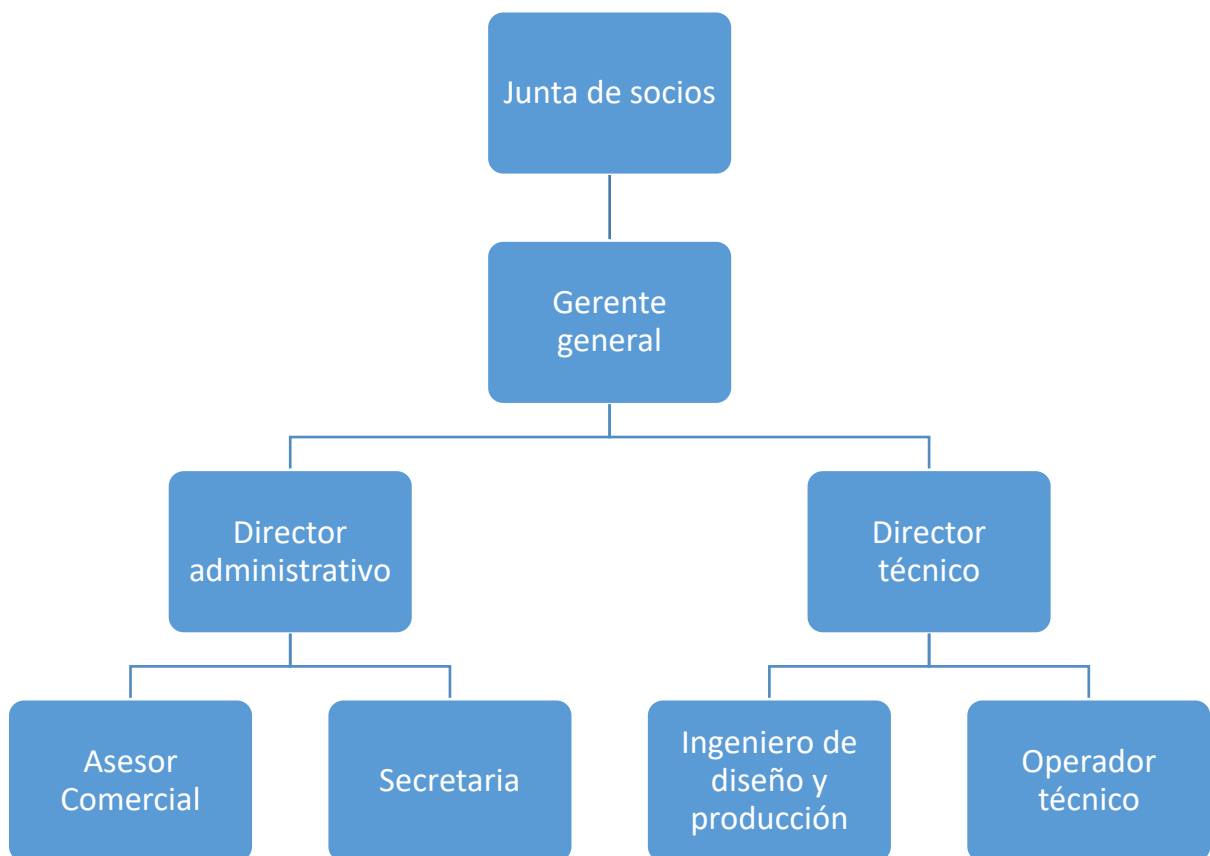 Junta de socios
Gerente
general
Director
administrativo
Director
técnico
Asesor
Comercial
Secretaria
Ingeniero de
diseño y
producción
Operador
técnico